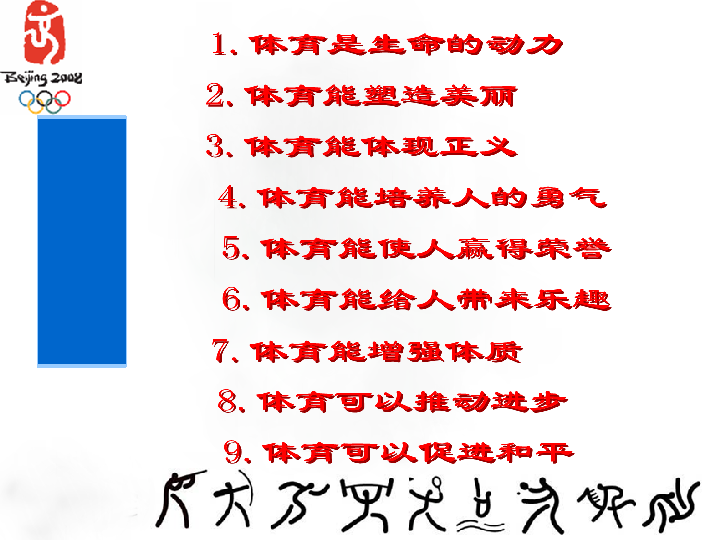 Beijing 2008
1、体育是生命的动力
2、体育能塑造美丽
3、体育能体现正义
4、体育能培养人的勇气
5、体育能使人赢得荣誉
6、体育能给人带来乐趣
7、体育能增强体质
8、体育可以推动进步
9、体育可以促进和平